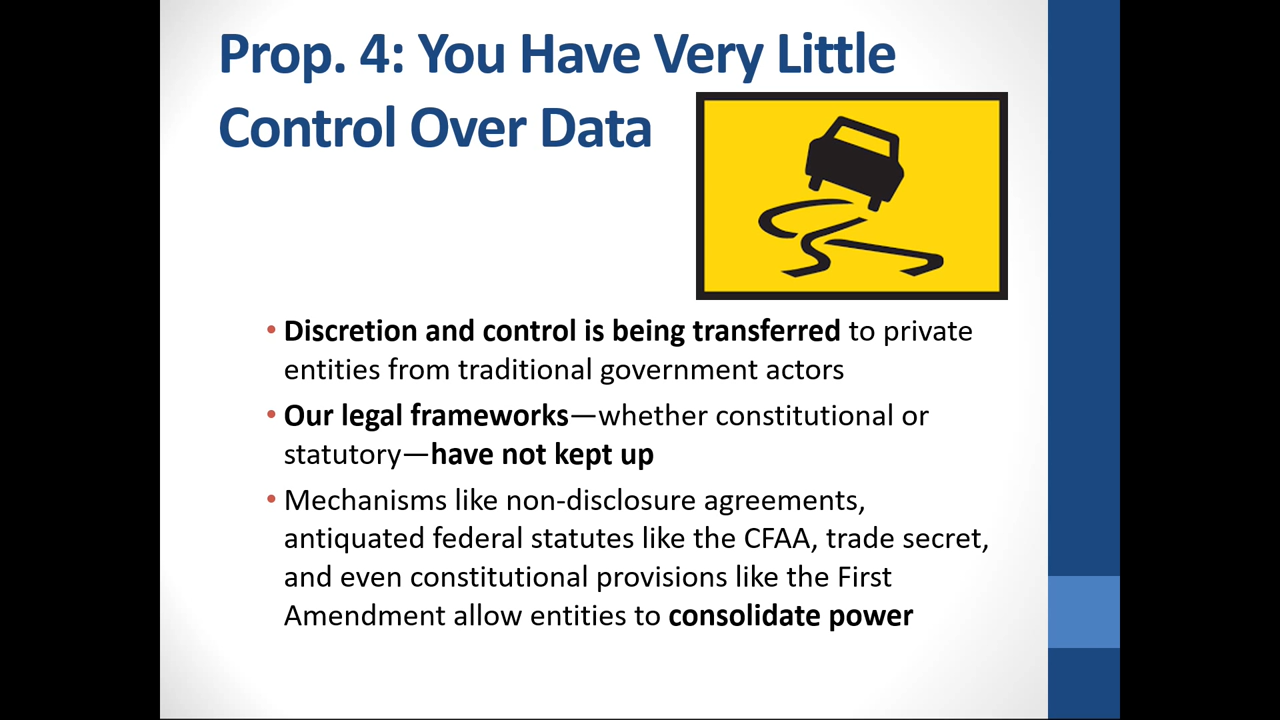 Prop. 4: You Have Very Little
Control Over Data
• Discretion and control is being transferred to private
entities from traditional government actors
• Our legal frameworks—whether constitutional or
statutory—have not kept up
• Mechanisms like non-disclosure agreements,
antiquated federal statutes like the CFAA, trade secret,
and even constitutional provisions like the First
Amendment allow entities to consolidate power